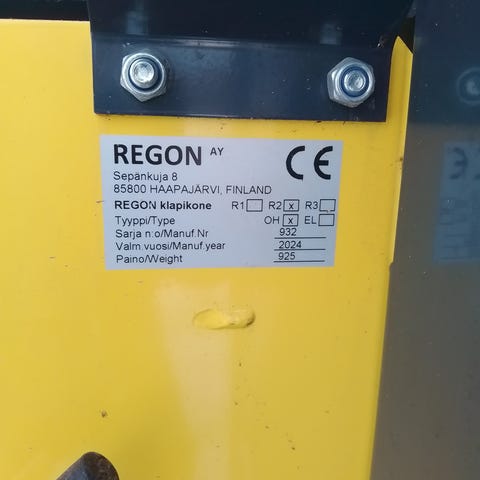 REGON AY CE
Sepänkuja 8
85800 HAAPAJÄRVI, FINLAND
REGON klapikone R1 R2 x R3
Tyyppi/Type OH x EL
Sarja n:o/Manuf.Nr 932
Valm.vuosi/Manuf.year 2024
Paino/Weight 925